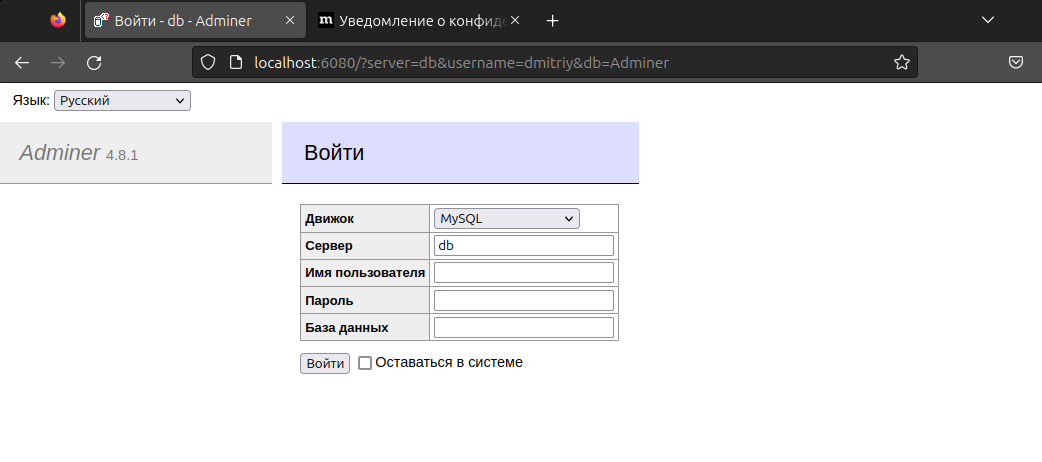 Войти - db - Adminer
Уведомление о конфиде
localhost:6080/?server=db&username=dmitriy&db=Adminer
Язык: Русский
Adminer 4.8.1
Войти
Движок MySQL
Сервер db
Имя пользователя
Пароль
База данных
Войти Оставаться в системе